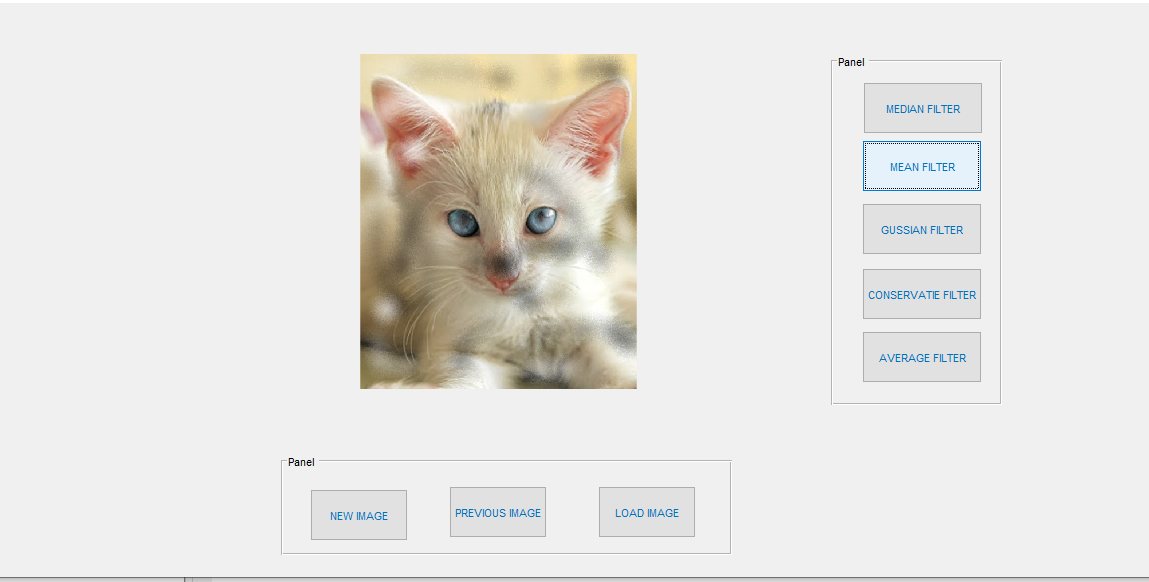 Panel
MEDIAN FILTER
MEAN FILTER
GUSSIAN FILTER
CONSERVATIE FILTER
AVERAGE FILTER
Panel
NEW IMAGE
PREVIOUS IMAGE
LOAD IMAGE